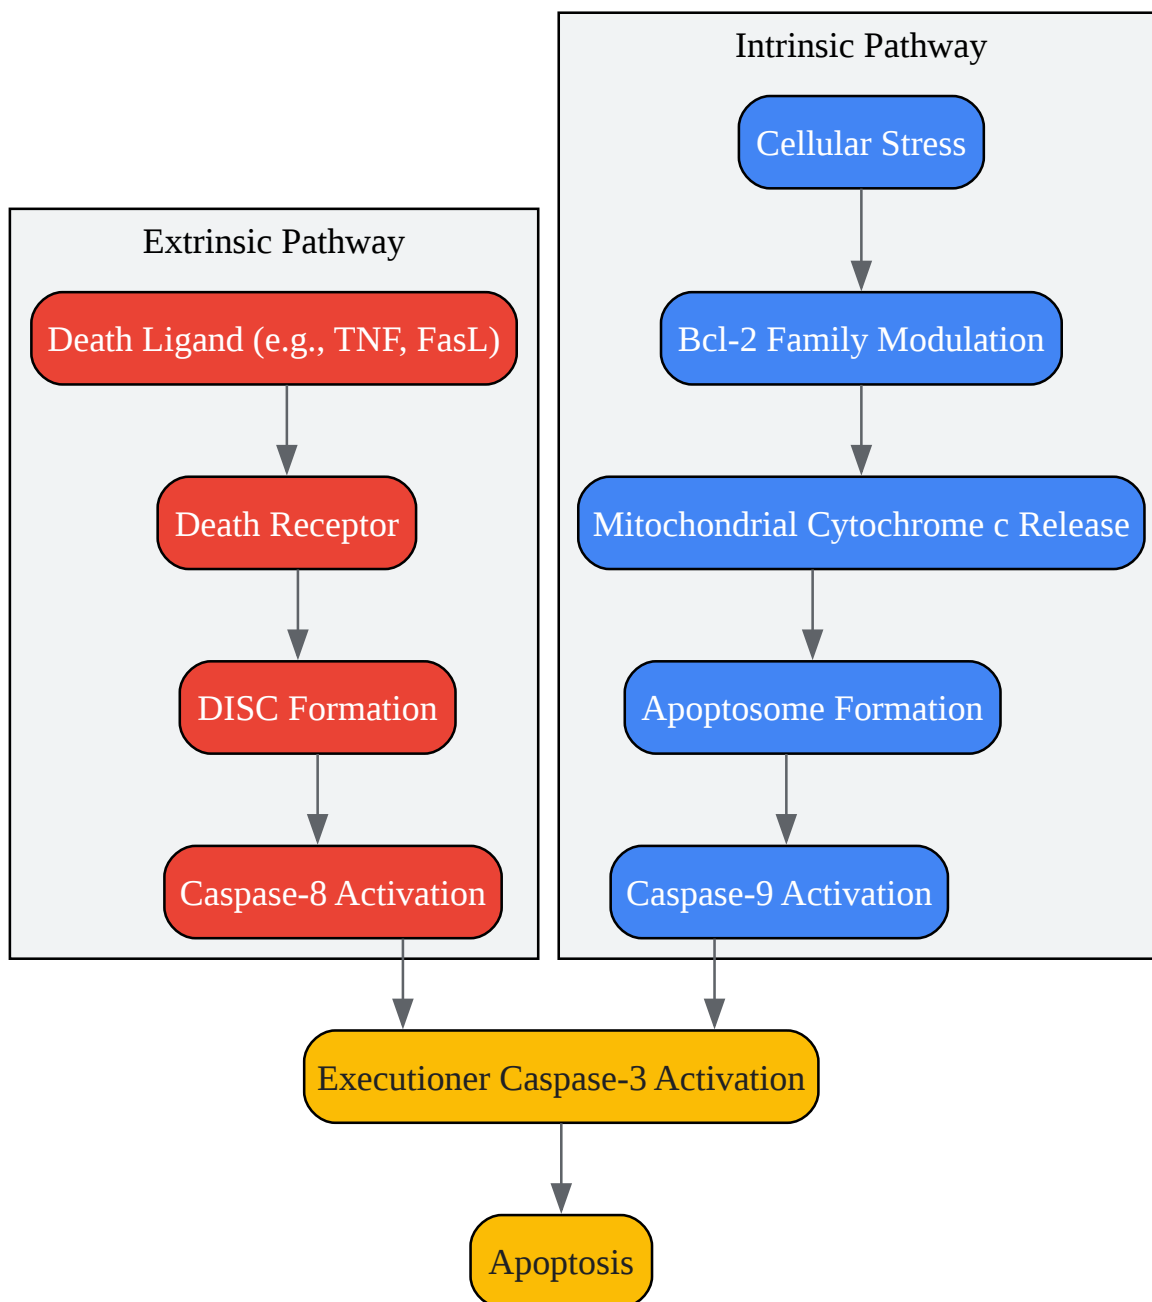 Intrinsic Pathway
Cellular Stress
Bcl-2 Family Modulation
Mitochondrial Cytochrome c Release
Apoptosome Formation
Caspase-9 Activation
Extrinsic Pathway
Death Ligand (e.g., TNF, FasL)
Death Receptor
DISC Formation
Caspase-8 Activation
Executioner Caspase-3 Activation
Apoptosis